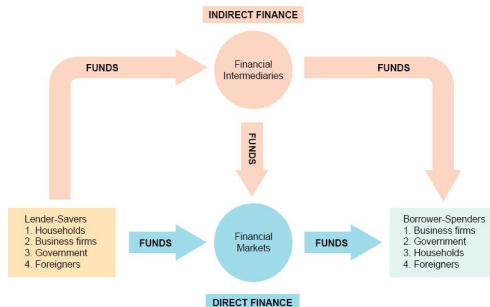 INDIRECT FINANCE
FUNDS
Financial
Intermediaries
FUNDS
FUNDS
Lender-Savers
1. Households
2. Business firms
3. Government
4. Foreigners
FUNDS
Financial
Markets
FUNDS
Borrower-Spenders
1. Business firms
2. Government
3. Households
4. Foreigners
DIRECT FINANCE